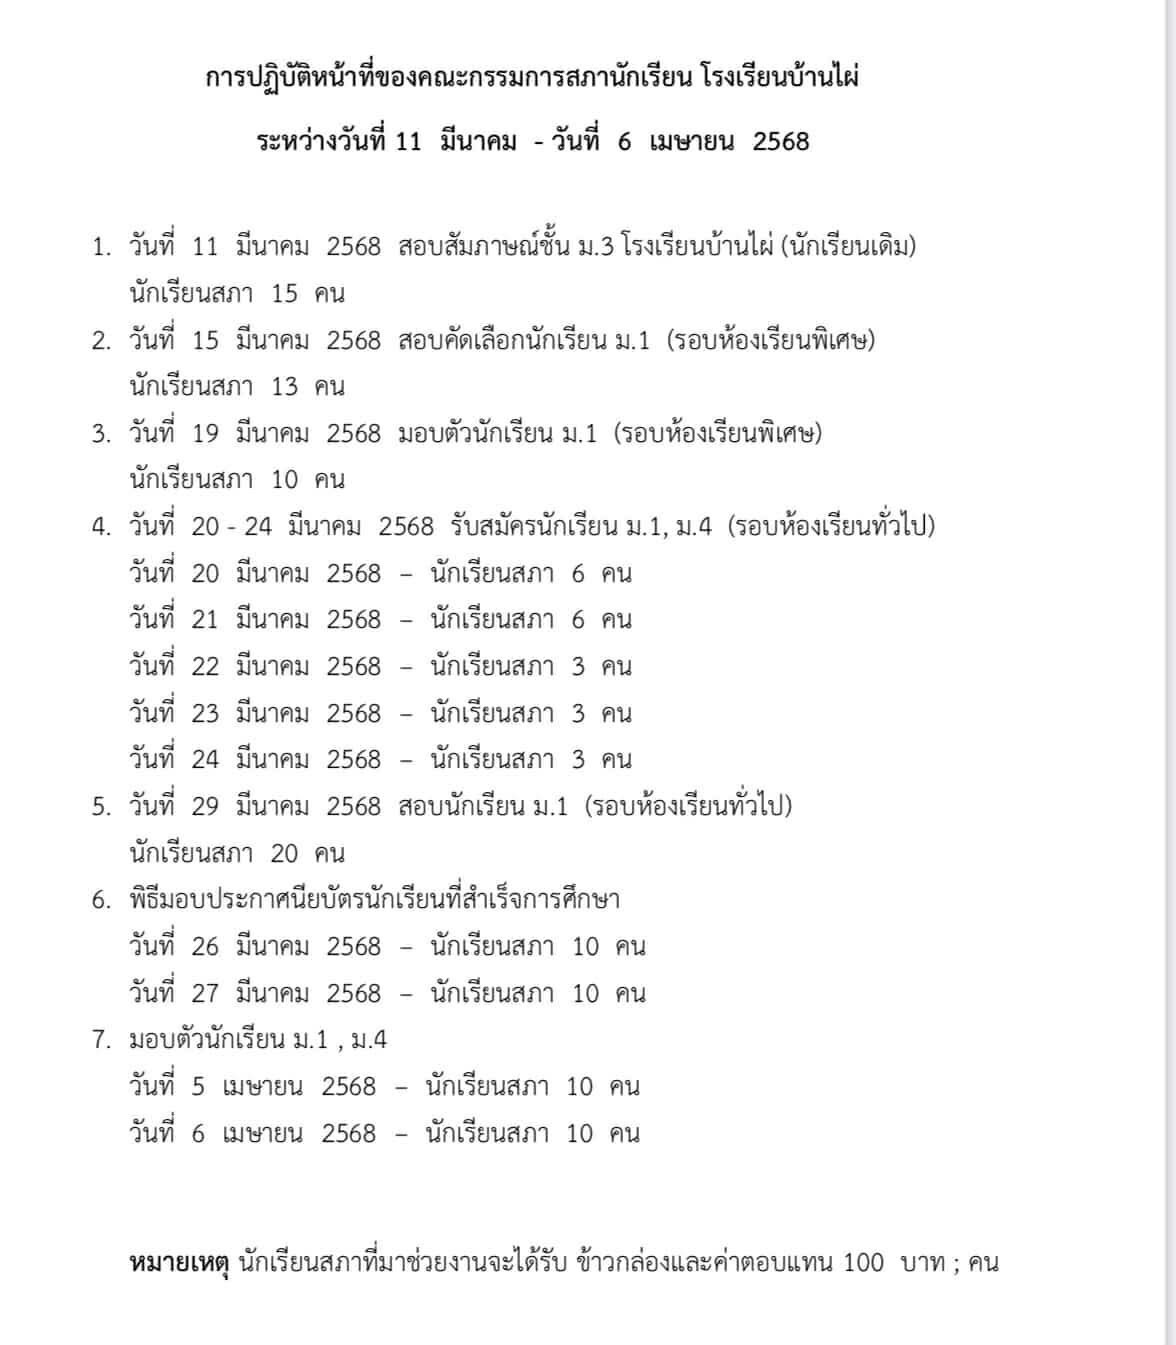 การปฏิบัติหน้าที่ของคณะกรรมการสภานักเรียน โรงเรียนบ้านไผ่
ระหว่างวันที่ 11 มีนาคม - วันที่ 6 เมษายน 2568
1. วันที่ 11 มีนาคม 2568 สอบสัมภาษณ์ชั้น ม.3 โรงเรียนบ้านไผ่ (นักเรียนเดิม)
นักเรียนสภา 15 คน
2. วันที่ 15 มีนาคม 2568 สอบคัดเลือกนักเรียน ม.1 (รอบห้องเรียนพิเศษ)
นักเรียนสภา 13 คน
3. วันที่ 19 มีนาคม 2568 มอบตัวนักเรียน ม.1 (รอบห้องเรียนพิเศษ)
นักเรียนสภา 10 คน
4. วันที่ 20 - 24 มีนาคม 2568 รับสมัครนักเรียน ม.1, ม.4 (รอบห้องเรียนทั่วไป)
วันที่ 20 มีนาคม 2568 – นักเรียนสภา 6 คน
วันที่ 21 มีนาคม 2568 – นักเรียนสภา 6 คน
วันที่ 22 มีนาคม 2568 – นักเรียนสภา 3 คน
วันที่ 23 มีนาคม 2568 – นักเรียนสภา 3 คน
วันที่ 24 มีนาคม 2568 – นักเรียนสภา 3 คน
5. วันที่ 29 มีนาคม 2568 สอบนักเรียน ม.1 (รอบห้องเรียนทั่วไป)
นักเรียนสภา 20 คน
6. พิธีมอบประกาศนียบัตรนักเรียนที่สำเร็จการศึกษา
วันที่ 26 มีนาคม 2568 – นักเรียนสภา 10 คน
วันที่ 27 มีนาคม 2568 – นักเรียนสภา 10 คน
7. มอบตัวนักเรียน ม.1 , ม.4
วันที่ 5 เมษายน 2568 – นักเรียนสภา 10 คน
วันที่ 6 เมษายน 2568 – นักเรียนสภา 10 คน
หมายเหตุ นักเรียนสภาที่มาช่วยงานจะได้รับ ข้าวกล่องและค่าตอบแทน 100 บาท ; คน